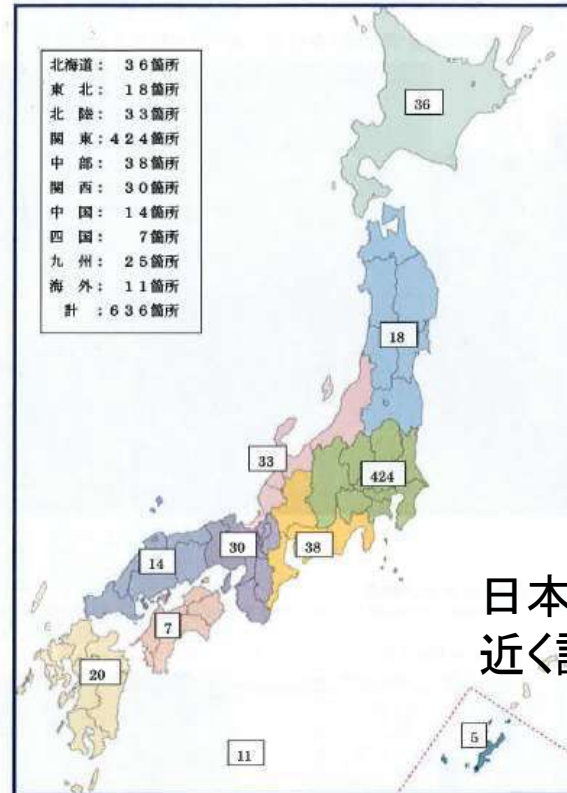 北海道： 36箇所
東 北： 18箇所
北 陸： 33箇所
関 東：424箇所
中 部： 38箇所
関 西： 30箇所
中 国： 14箇所
四 国： 7箇所
九 州： 25箇所
海 外： 11箇所
計 ：636箇所
36
18
33
424
30
38
14
7
20
11
5
日本
近く